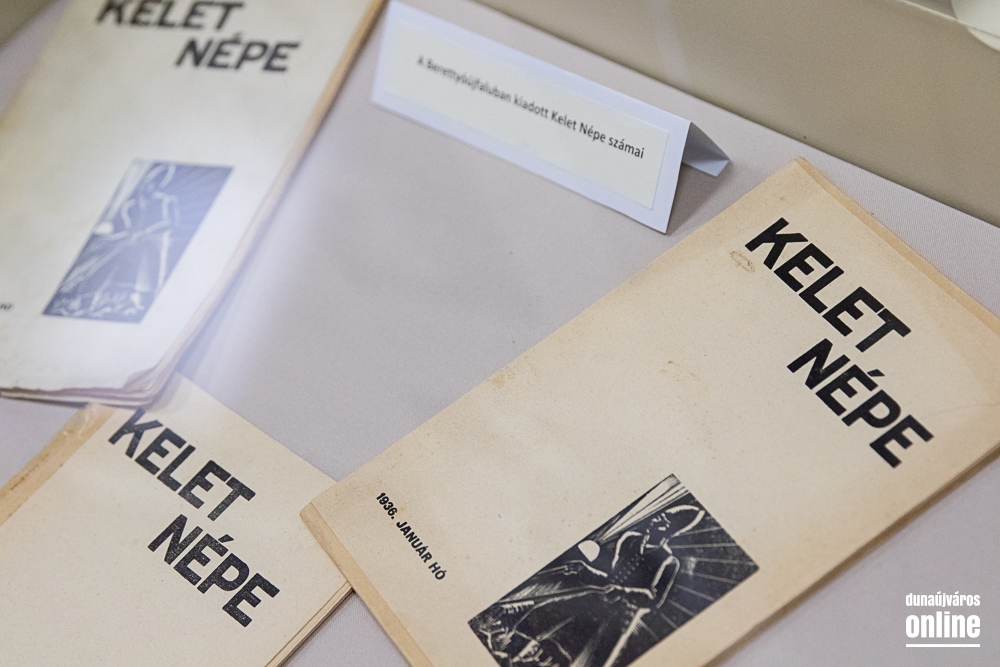 KELET
NÉPE
A Berettyóújfaluban kiadott Kelet Népe számai
KELET
NÉPE
1936. JANUÁR HÓ
KELET
NÉPE
dunaújváros
online